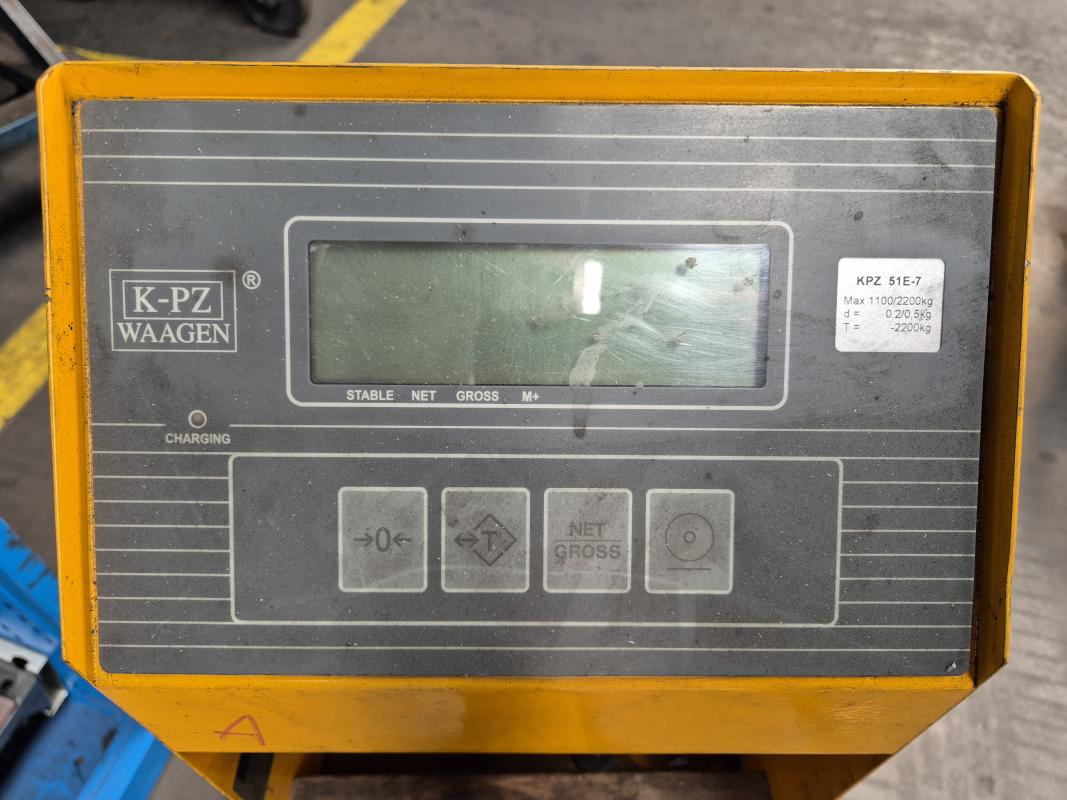 K-PZ ®
WAAGEN
KPZ 51E-7
Max 1100/2200kg
d = 0,2/0,5kg
T = -2200kg
STABLE NET GROSS M+
CHARGING
→0← ↔T NET
GROSS
A